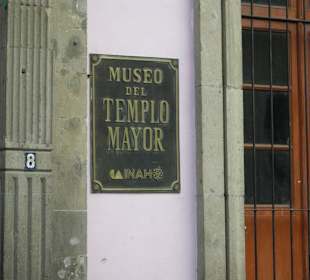 MUSEO
DEL
TEMPLO
MAYOR
INAH
8